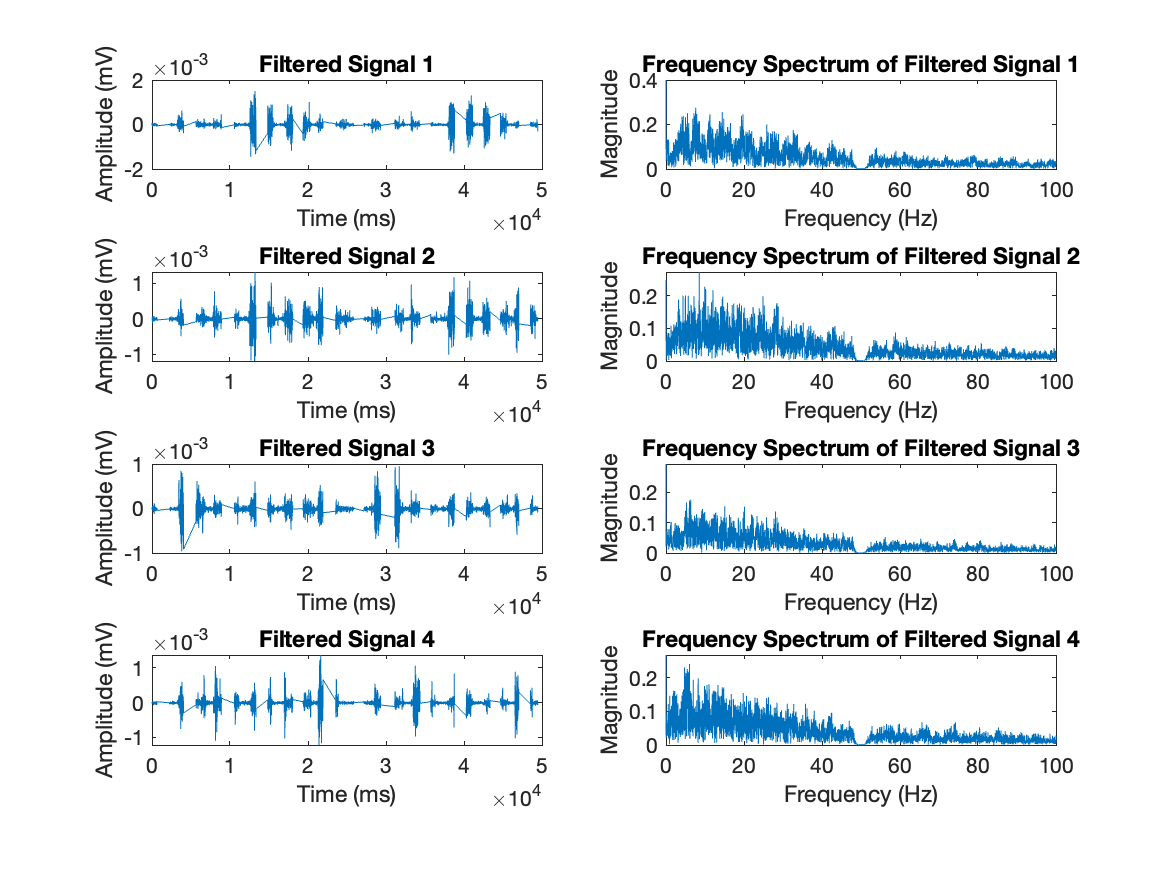 Filtered Signal 1
×10^-3
Amplitude (mV)
2
0
-2
0 1 2 3 4 5
Time (ms)
×10^4
Frequency Spectrum of Filtered Signal 1
Magnitude
0.4
0.2
0
0 20 40 60 80 100
Frequency (Hz)
Filtered Signal 2
×10^-3
Amplitude (mV)
1
0
-1
0 1 2 3 4 5
Time (ms)
×10^4
Frequency Spectrum of Filtered Signal 2
Magnitude
0.2
0.1
0
0 20 40 60 80 100
Frequency (Hz)
Filtered Signal 3
×10^-3
Amplitude (mV)
1
0
-1
0 1 2 3 4 5
Time (ms)
×10^4
Frequency Spectrum of Filtered Signal 3
Magnitude
0.2
0.1
0
0 20 40 60 80 100
Frequency (Hz)
Filtered Signal 4
×10^-3
Amplitude (mV)
1
0
-1
0 1 2 3 4 5
Time (ms)
×10^4
Frequency Spectrum of Filtered Signal 4
Magnitude
0.2
0.1
0
0 20 40 60 80 100
Frequency (Hz)